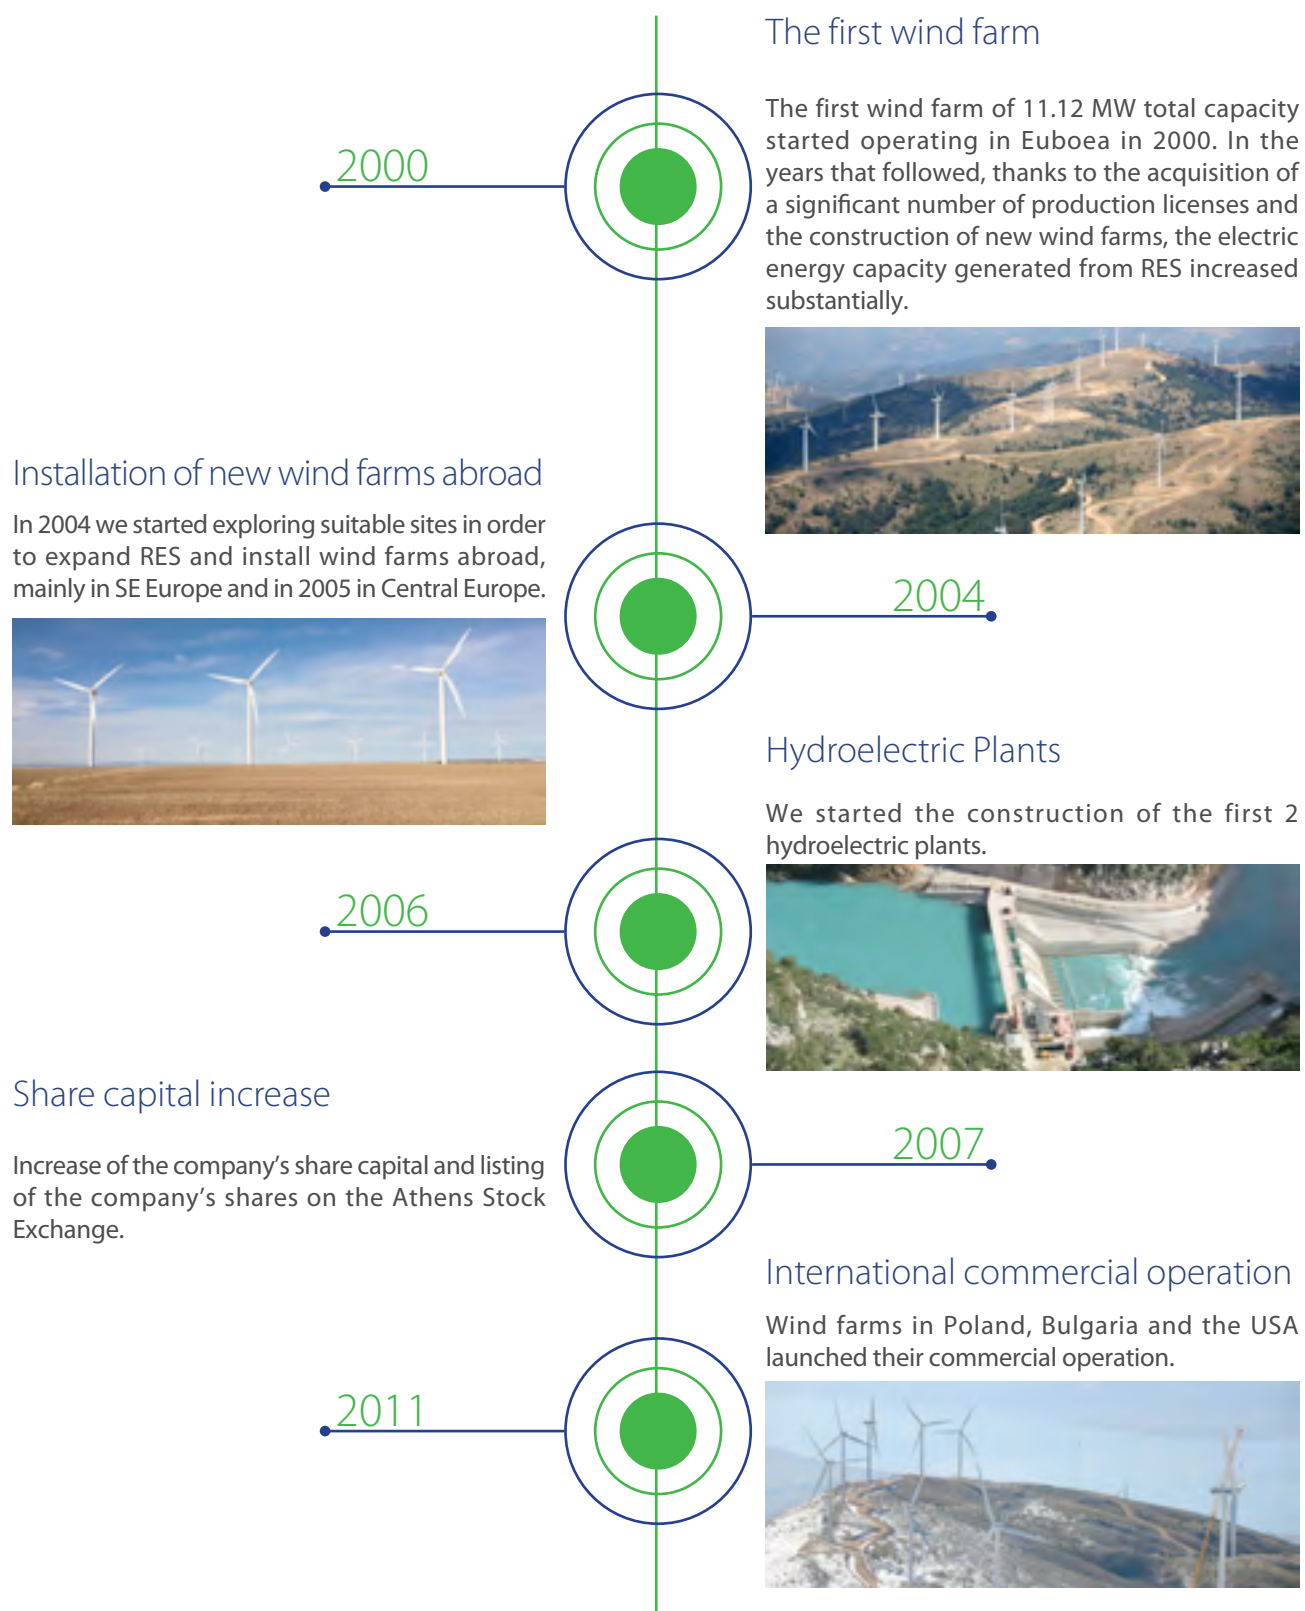 The first wind farm
2000
The first wind farm of 11.12 MW total capacity
started operating in Euboea in 2000. In the
years that followed, thanks to the acquisition of
a significant number of production licenses and
the construction of new wind farms, the electric
energy capacity generated from RES increased
substantially.
Installation of new wind farms abroad
In 2004 we started exploring suitable sites in order
to expand RES and install wind farms abroad,
mainly in SE Europe and in 2005 in Central Europe.
2004
Hydroelectric Plants
We started the construction of the first 2
hydroelectric plants.
2006
Share capital increase
Increase of the company’s share capital and listing
of the company’s shares on the Athens Stock
Exchange.
2007
International commercial operation
Wind farms in Poland, Bulgaria and the USA
launched their commercial operation.
2011